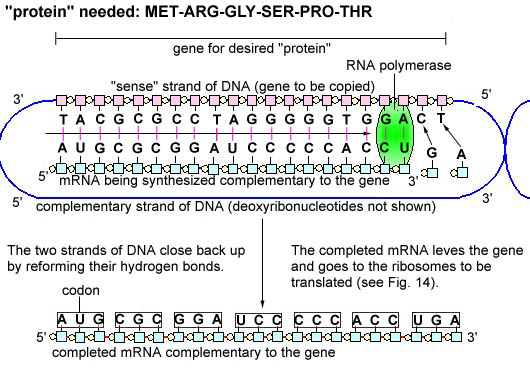 "protein" needed: MET-ARG-GLY-SER-PRO-THR
gene for desired "protein"
RNA polymerase
"sense" strand of DNA (gene to be copied)
3' 5'
T A C G C G C C T A G G G G G T G G A C T
A U G C G C G G A U C C C C C A C C U G A
5' mRNA being synthesized complementary to the gene 3'
5' complementary strand of DNA (deoxyribonucleotides not shown) 3'
The two strands of DNA close back up
by reforming their hydrogen bonds.
The completed mRNA leves the gene
and goes to the ribosomes to be
translated (see Fig. 14).
codon
A U G C G C G G A U C C C C C A C C U G A
5' 3'
completed mRNA complementary to the gene